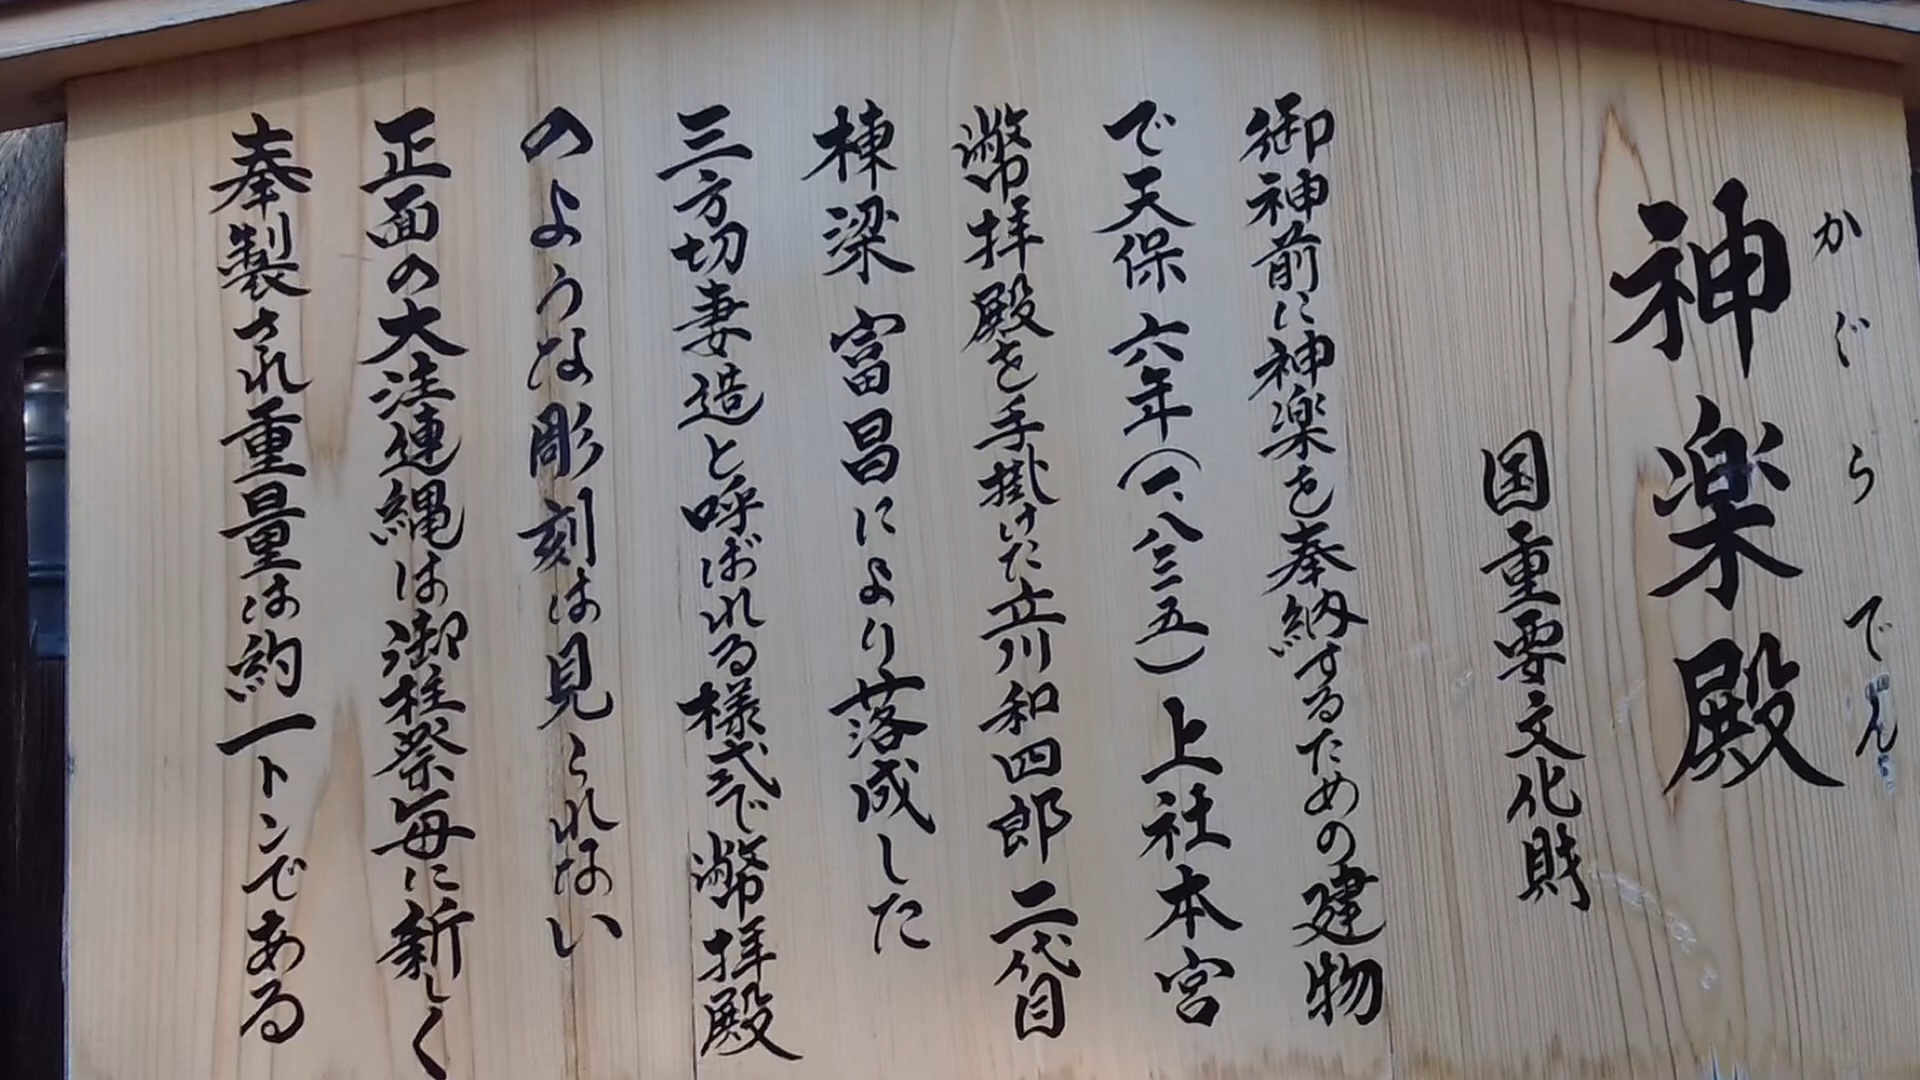 かぐらでん
神楽殿
国重要文化財
御神前に神楽を奉納するための建物
で天保六年(一、八三五)上社本宮
幣拝殿を手掛けた立川和四郎二代目
棟梁富昌により落成した
三方切妻造と呼ばれる様式で幣拝殿
のような彫刻は見られない
正面の大注連縄は御柱祭毎に新しく
奉製され重量は約一トンである